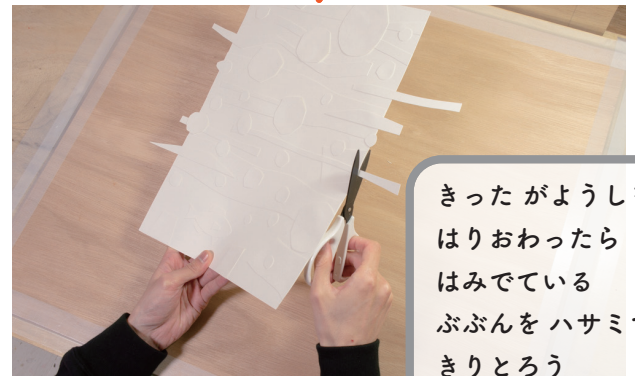 きった がようし
はりおわったら
はみでている
ぶぶんを ハサミ
きりとろう